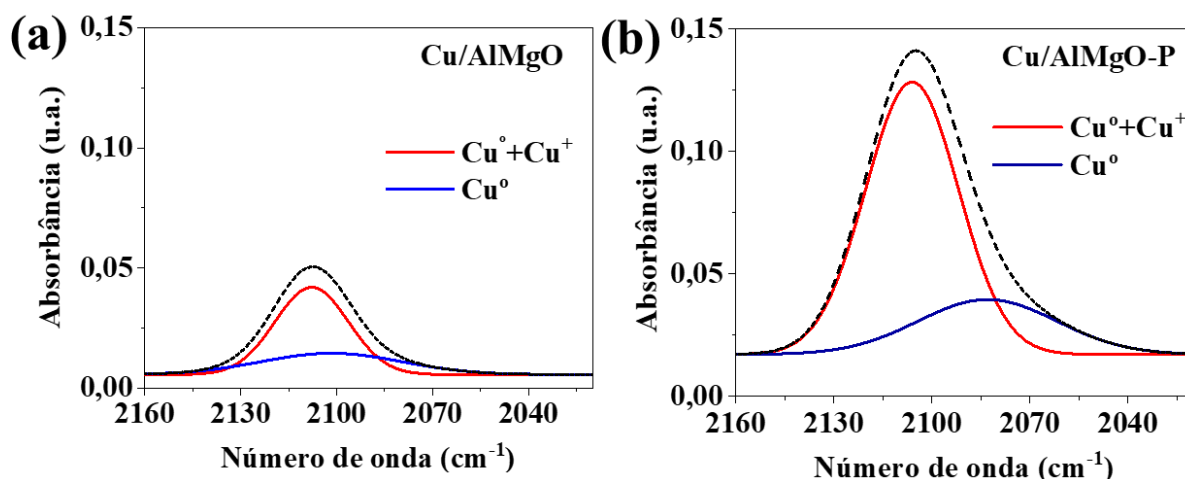 (a)
0,15
0,10
0,05
0,00
Absorbância (u.a.)
Cu/AlMgO
Cu°+Cu⁺
Cuº
2160 2130 2100 2070 2040
Número de onda (cm⁻¹)
(b)
0,15
0,10
0,05
0,00
Absorbância (u.a.)
Cu/AlMgO-P
Cuº+Cu⁺
Cuº
2160 2130 2100 2070 2040
Número de onda (cm⁻¹)